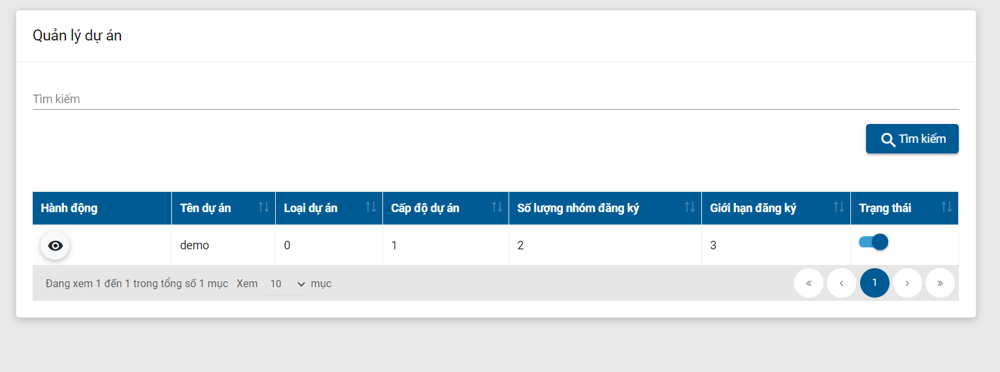 Quản lý dự án
Tìm kiếm
Tìm kiếm
Hành động Tên dự án Loại dự án Cấp độ dự án Số lượng nhóm đăng ký Giới hạn đăng ký Trạng thái
demo 0 1 2 3
Đang xem 1 đến 1 trong tổng số 1 mục Xem 10 mục « ‹ 1 › »